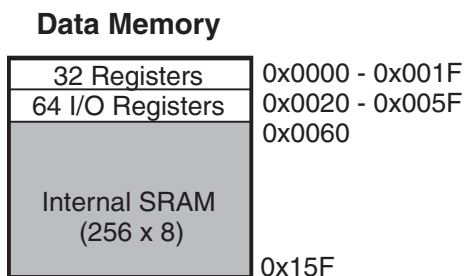 Data Memory
32 Registers 0x0000 - 0x001F
64 I/O Registers 0x0020 - 0x005F
0x0060
Internal SRAM
(256 x 8)
0x15F